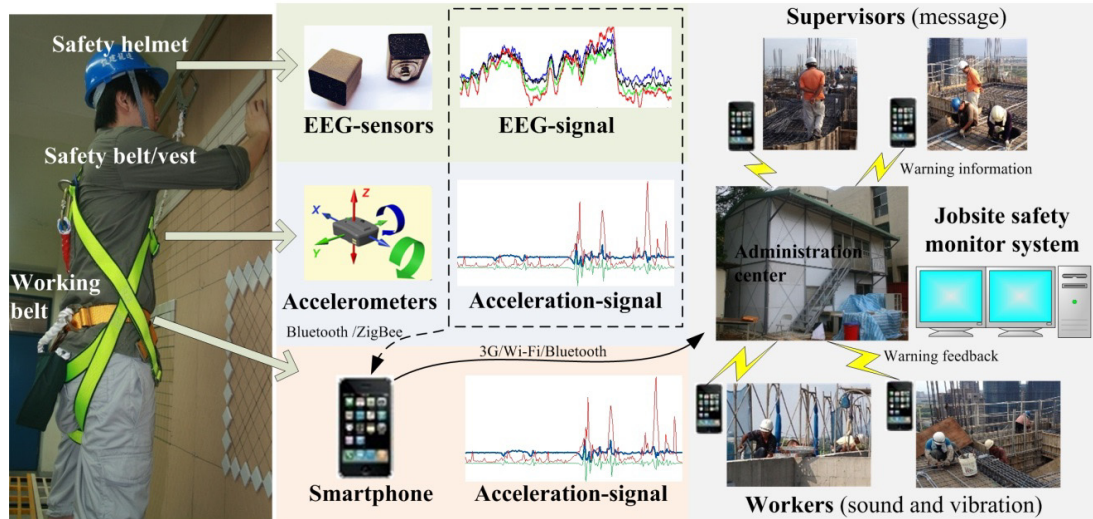 Safety helmet
Safety belt/vest
Working
belt
EEG-sensors
EEG-signal
Z
X
Y
Accelerometers
Acceleration-signal
Bluetooth /ZigBee
3G/Wi-Fi/Bluetooth
Smartphone
Acceleration-signal
Supervisors (message)
Warning information
Administration
center
Jobsite safety
monitor system
Warning feedback
Workers (sound and vibration)